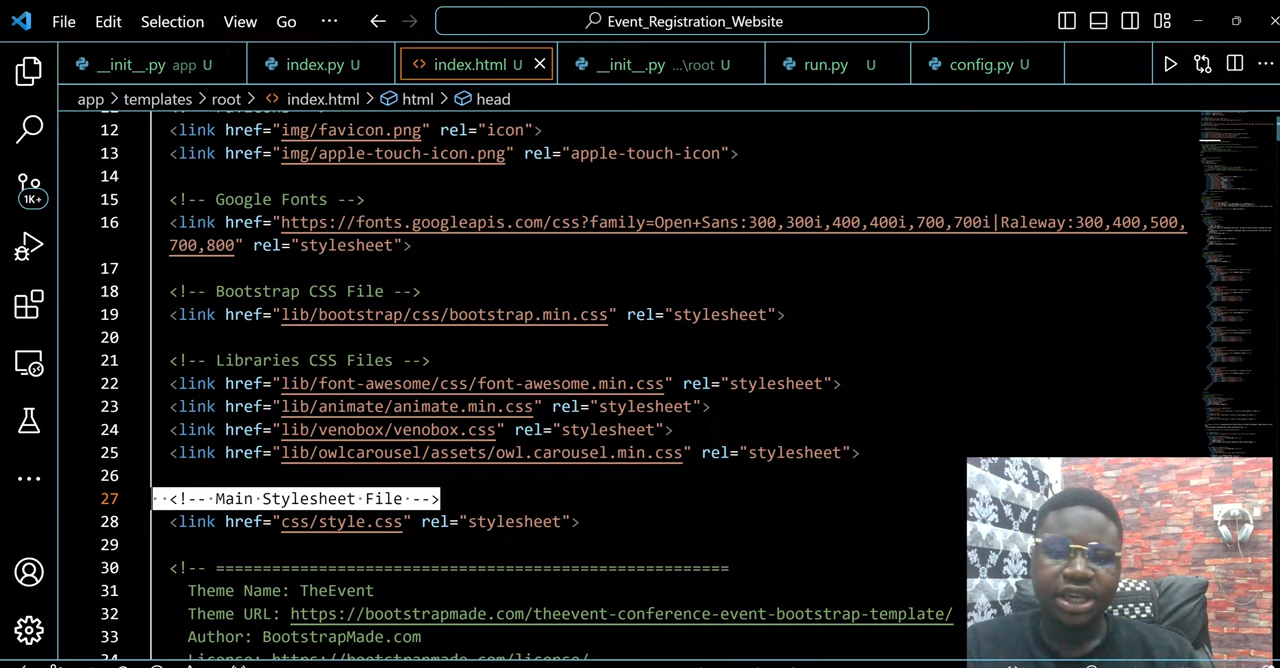 File Edit Selection View Go ··· Event_Registration_Website
__init__.py app U index.py U index.html U __init__.py ...\root U run.py U config.py U
app > templates > root > index.html > html > head
12 <link href="img/favicon.png" rel="icon">
13 <link href="img/apple-touch-icon.png" rel="apple-touch-icon">
14
15 <!-- Google Fonts -->
16 <link href="https://fonts.googleapis.com/css?family=Open+Sans:300,300i,400,400i,700,700i|Raleway:300,400,500,
700,800" rel="stylesheet">
17
18 <!-- Bootstrap CSS File -->
19 <link href="lib/bootstrap/css/bootstrap.min.css" rel="stylesheet">
20
21 <!-- Libraries CSS Files -->
22 <link href="lib/font-awesome/css/font-awesome.min.css" rel="stylesheet">
23 <link href="lib/animate/animate.min.css" rel="stylesheet">
24 <link href="lib/venobox/venobox.css" rel="stylesheet">
25 <link href="lib/owlcarousel/assets/owl.carousel.min.css" rel="stylesheet">
26
1K+
27 <!-- Main Stylesheet File -->
28 <link href="css/style.css" rel="stylesheet">
29
30 <!-- =======================================================
31 Theme Name: TheEvent
32 Theme URL: https://bootstrapmade.com/theevent-conference-event-bootstrap-template/
33 Author: BootstrapMade.com
34 License: https://bootstrapmade.com/license/